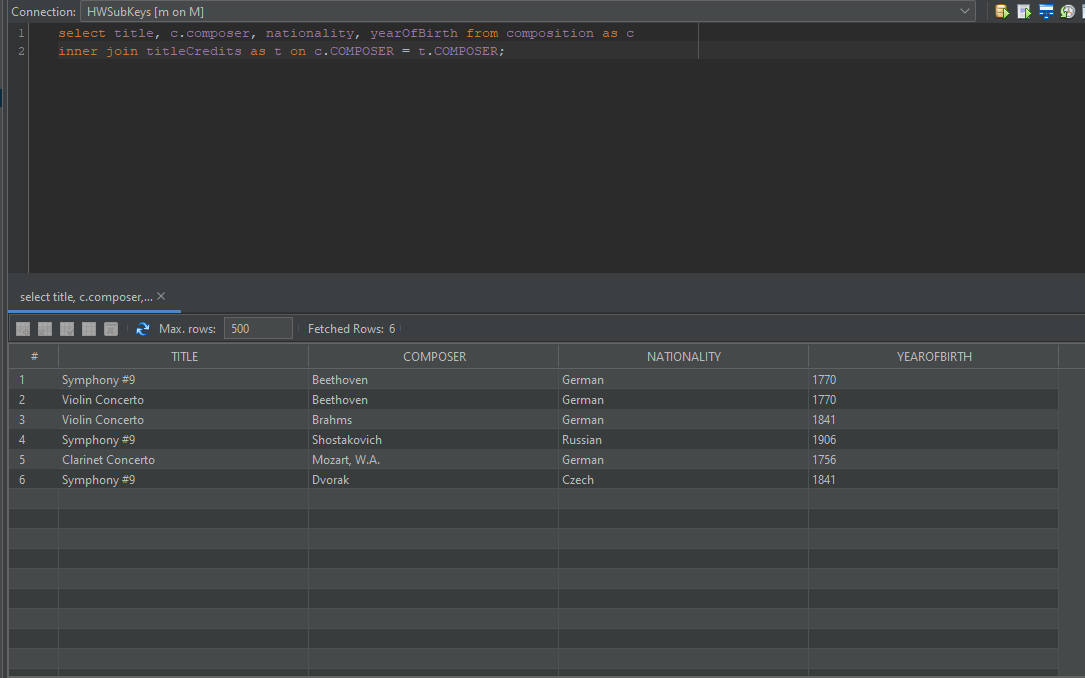 Connection: HWSubKeys [m on M]
1 select title, c.composer, nationality, yearOfBirth from composition as c
2 inner join titleCredits as t on c.COMPOSER = t.COMPOSER;
select title, c.composer,... ×
Max. rows: 500 Fetched Rows: 6
# TITLE COMPOSER NATIONALITY YEAROFBIRTH
1 Symphony #9 Beethoven German 1770
2 Violin Concerto Beethoven German 1770
3 Violin Concerto Brahms German 1841
4 Symphony #9 Shostakovich Russian 1906
5 Clarinet Concerto Mozart, W.A. German 1756
6 Symphony #9 Dvorak Czech 1841